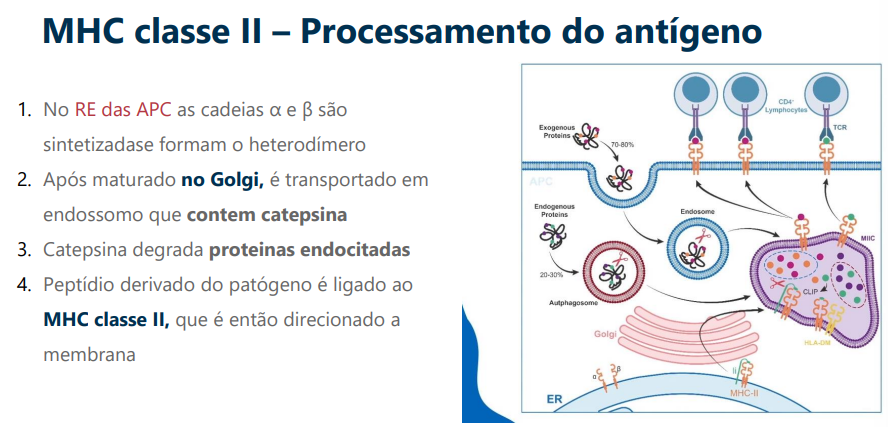 MHC classe II – Processamento do antígeno
1. No RE das APC as cadeias α e β são
sintetizadase formam o heterodímero
2. Após maturado no Golgi, é transportado em
endossomo que contem catepsina
3. Catepsina degrada proteinas endocitadas
4. Peptídio derivado do patógeno é ligado ao
MHC classe II, que é então direcionado a
membrana
CD4⁺
Lymphocytes
TCR
Exogenous
Proteins
70-80%
APC
Endogenous
Proteins
Endosome
MIIC
20-30%
CLIP
Autphagosome
Golgi
HLA-DM
α
β
Ii
MHC-II
ER